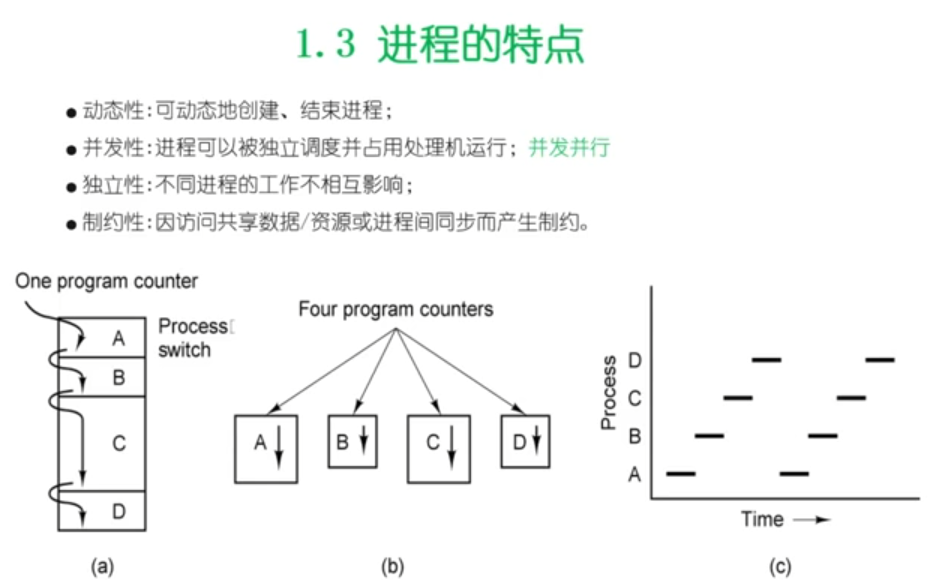 1.3 进程的特点
●动态性:可动态地创建、结束进程;
●并发性:进程可以被独立调度并占用处理机运行; 并发并行
●独立性:不同进程的工作不相互影响;
●制约性:因访问共享数据/资源或进程间同步而产生制约。
One program counter
Process
switch
A
B
C
D
(a)
Four program counters
A
B
C
D
(b)
Process
D
C
B
A
Time
(c)